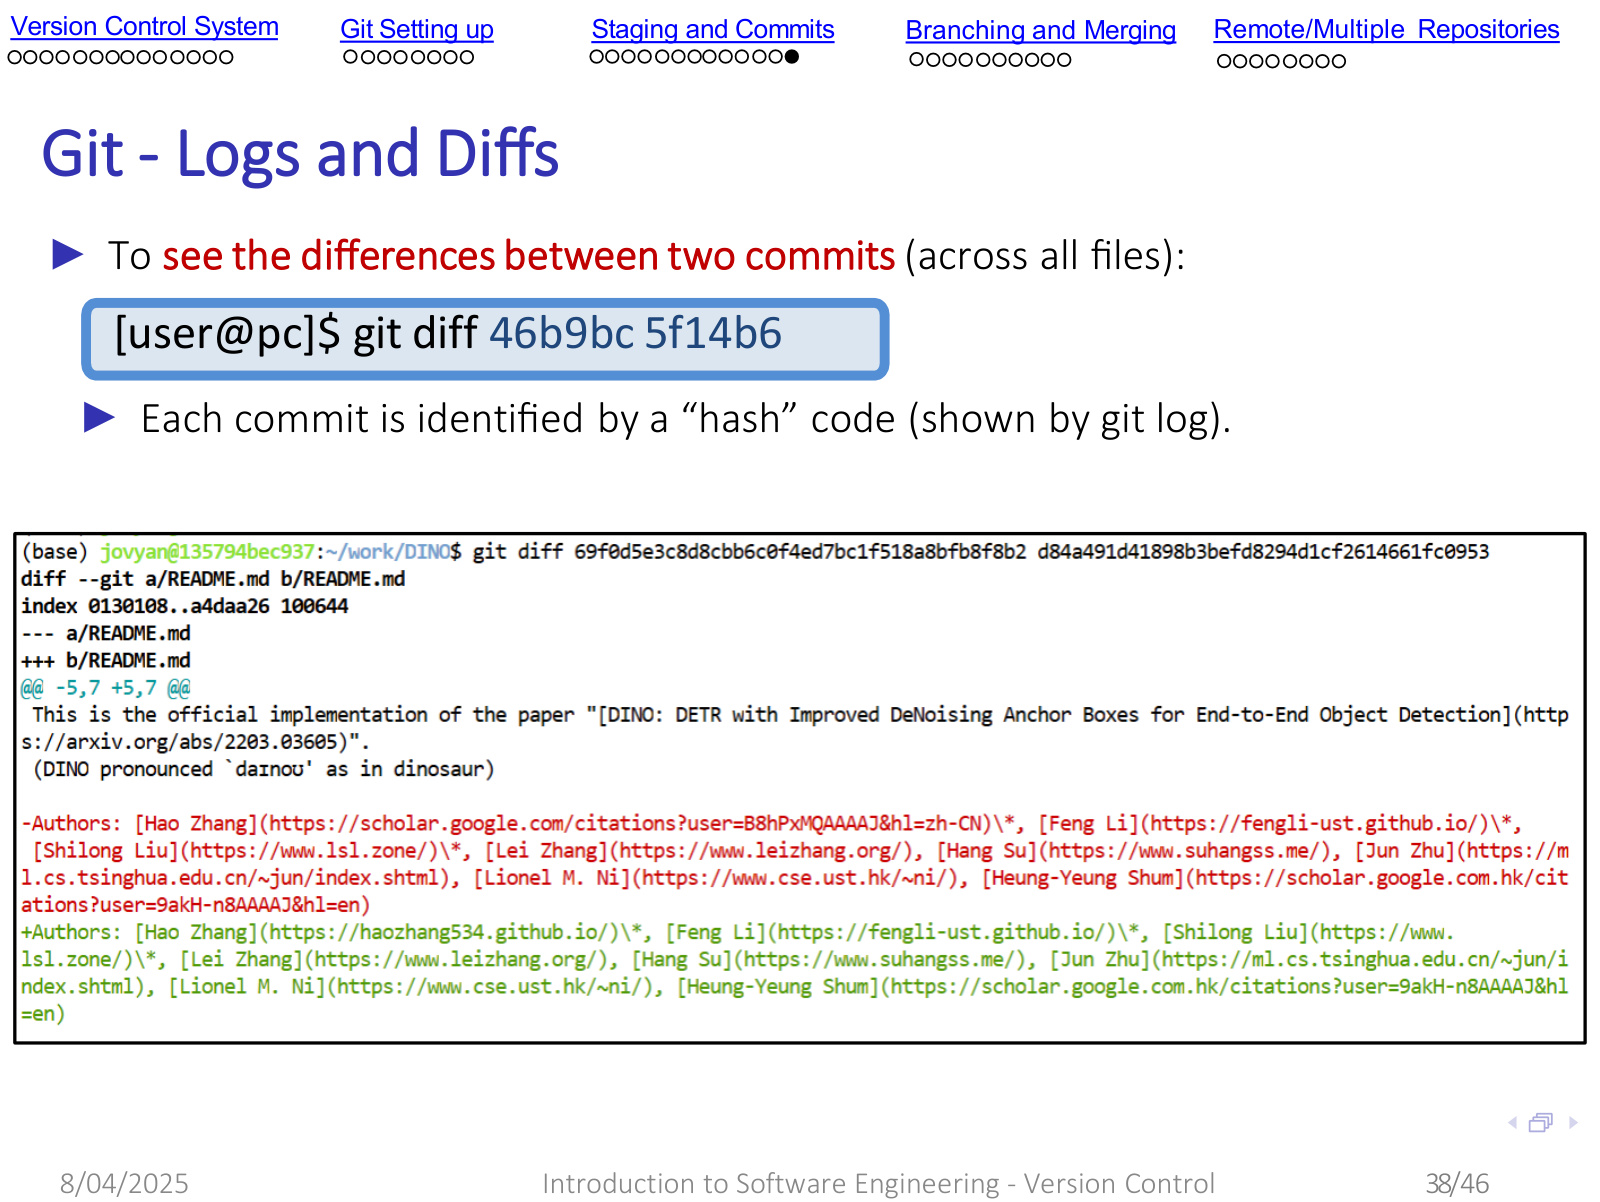 Version Control System
Git Setting up
Staging and Commits
Branching and Merging
Remote/Multiple Repositories
Git - Logs and Diffs
To see the differences between two commits (across all files):
[user@pc]$ git diff 46b9bc 5f14b6
Each commit is identified by a “hash” code (shown by git log).
(base) jovyan@135794bec937:~/work/DINO$ git diff 69f0d5e3c8d8cbb6c0f4ed7bc1f518a8bfb8f8b2 d84a491d41898b3befd8294d1cf2614661fc0953
diff --git a/README.md b/README.md
index 0130108..a4daa26 100644
--- a/README.md
+++ b/README.md
@@ -5,7 +5,7 @@
This is the official implementation of the paper "[DINO: DETR with Improved DeNoising Anchor Boxes for End-to-End Object Detection](http
s://arxiv.org/abs/2203.03605)".
(DINO pronounced `daɪnoʊ' as in dinosaur)
-Authors: [Hao Zhang](https://scholar.google.com/citations?user=B8hPxMQAAAAJ&hl=zh-CN)\*, [Feng Li](https://fengli-ust.github.io/)\*,
[Shilong Liu](https://www.lsl.zone/)\*, [Lei Zhang](https://www.leizhang.org/), [Hang Su](https://www.suhangss.me/), [Jun Zhu](https://m
l.cs.tsinghua.edu.cn/~jun/index.shtml), [Lionel M. Ni](https://www.cse.ust.hk/~ni/), [Heung-Yeung Shum](https://scholar.google.com.hk/cit
ations?user=9akH-n8AAAAJ&hl=en)
+Authors: [Hao Zhang](https://haozhang534.github.io/)\*, [Feng Li](https://fengli-ust.github.io/)\*, [Shilong Liu](https://www.
lsl.zone/)\*, [Lei Zhang](https://www.leizhang.org/), [Hang Su](https://www.suhangss.me/), [Jun Zhu](https://ml.cs.tsinghua.edu.cn/~jun/i
ndex.shtml), [Lionel M. Ni](https://www.cse.ust.hk/~ni/), [Heung-Yeung Shum](https://scholar.google.com.hk/citations?user=9akH-n8AAAAJ&hl
=en)
8/04/2025
Introduction to Software Engineering - Version Control
38/46